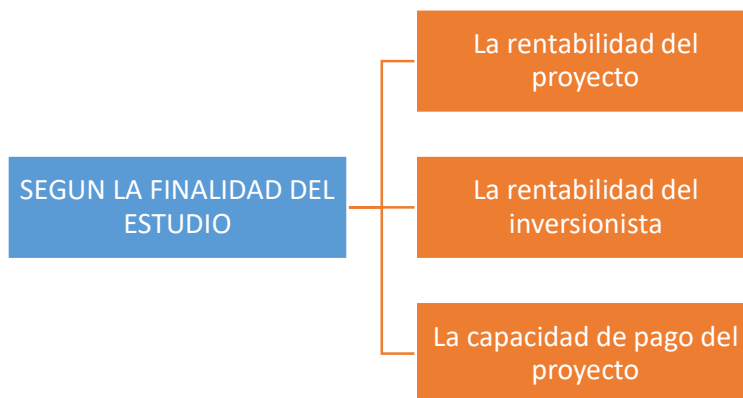 La rentabilidad del
proyecto
SEGUN LA FINALIDAD DEL
ESTUDIO
La rentabilidad del
inversionista
La capacidad de pago del
proyecto